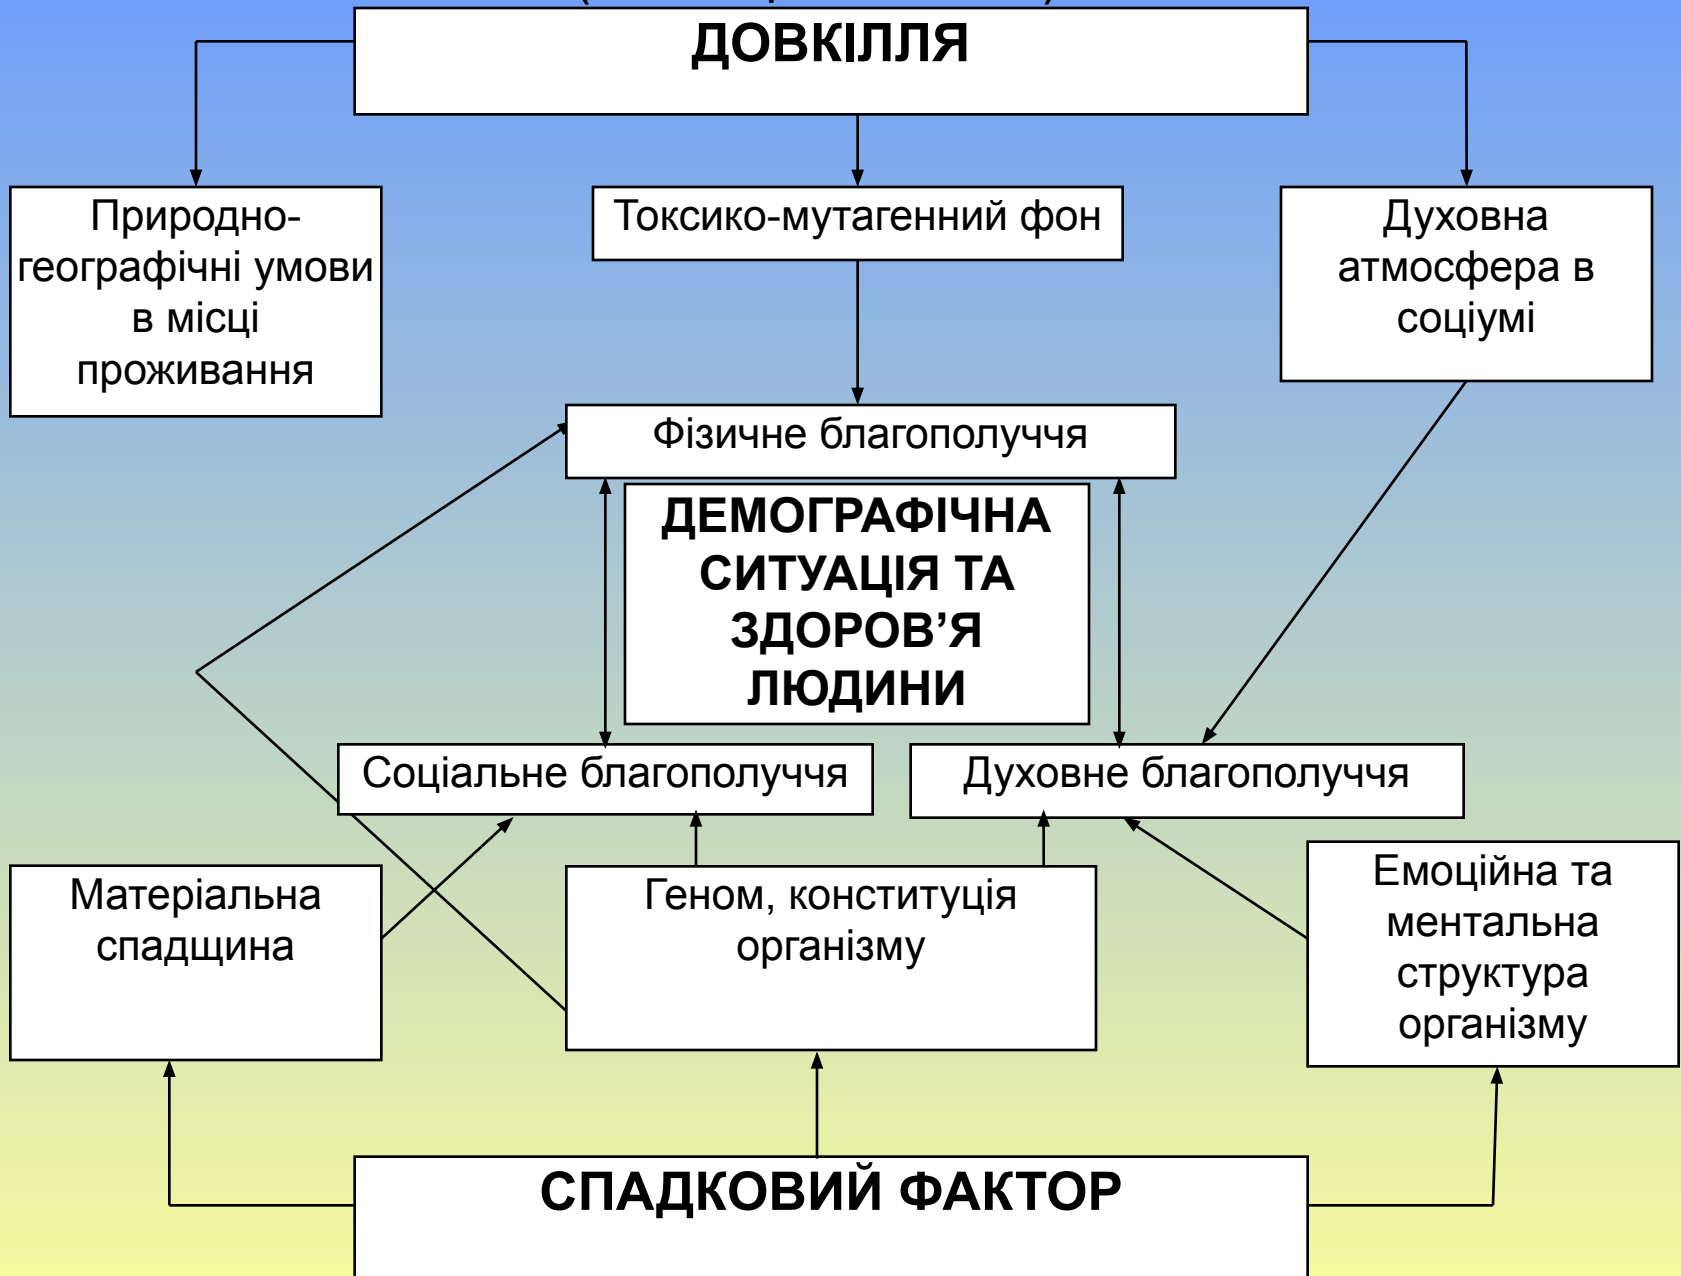 ДОВКІЛЛЯ
Природно-
географічні умови
в місці
проживання
Токсико-мутагенний фон
Духовна
атмосфера в
соціумі
Фізичне благополуччя
ДЕМОГРАФІЧНА
СИТУАЦІЯ ТА
ЗДОРОВ’Я
ЛЮДИНИ
Соціальне благополуччя
Духовне благополуччя
Матеріальна
спадщина
Геном, конституція
організму
Емоційна та
ментальна
структура
організму
СПАДКОВИЙ ФАКТОР